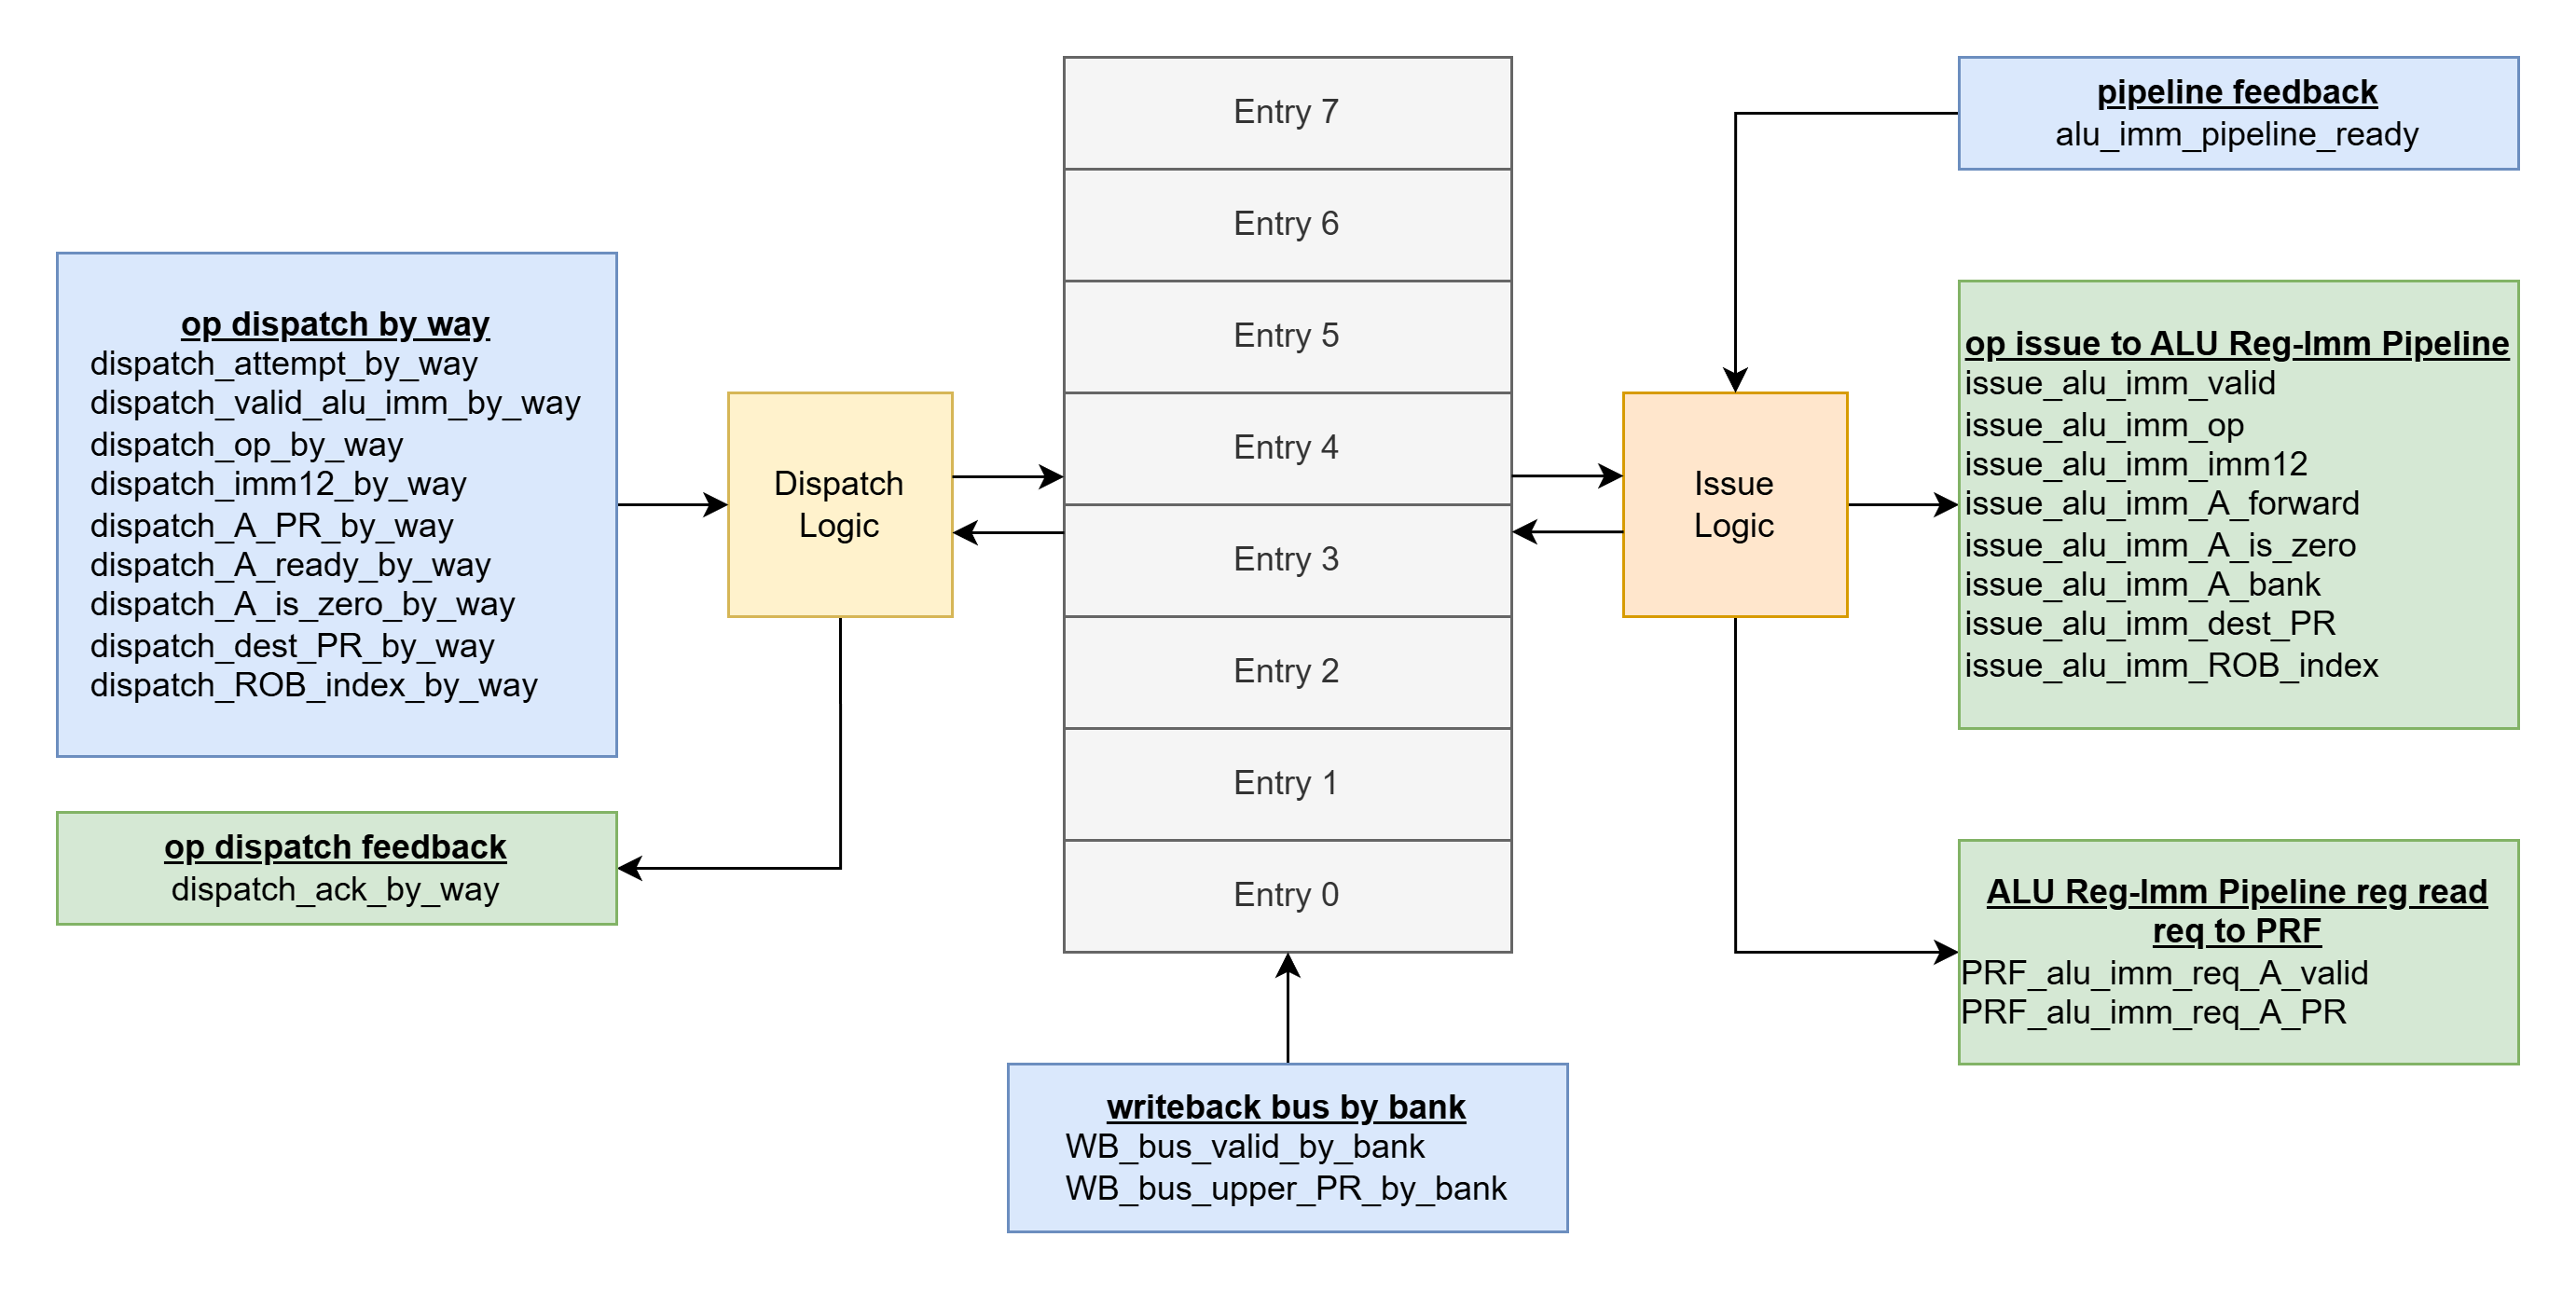 op dispatch by way
dispatch_attempt_by_way
dispatch_valid_alu_imm_by_way
dispatch_op_by_way
dispatch_imm12_by_way
dispatch_A_PR_by_way
dispatch_A_ready_by_way
dispatch_A_is_zero_by_way
dispatch_dest_PR_by_way
dispatch_ROB_index_by_way
op dispatch feedback
dispatch_ack_by_way
Dispatch
Logic
Entry 7
Entry 6
Entry 5
Entry 4
Entry 3
Entry 2
Entry 1
Entry 0
writeback bus by bank
WB_bus_valid_by_bank
WB_bus_upper_PR_by_bank
Issue
Logic
pipeline feedback
alu_imm_pipeline_ready
op issue to ALU Reg-Imm Pipeline
issue_alu_imm_valid
issue_alu_imm_op
issue_alu_imm_imm12
issue_alu_imm_A_forward
issue_alu_imm_A_is_zero
issue_alu_imm_A_bank
issue_alu_imm_dest_PR
issue_alu_imm_ROB_index
ALU Reg-Imm Pipeline reg read
req to PRF
PRF_alu_imm_req_A_valid
PRF_alu_imm_req_A_PR